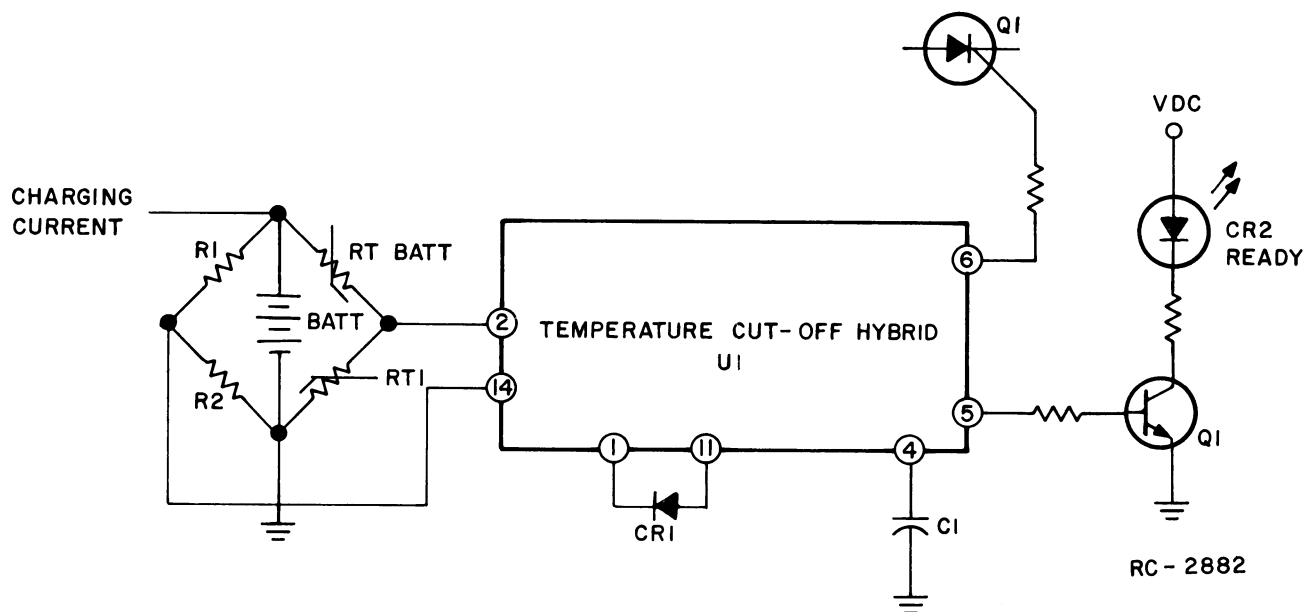 Q1
VDC
CHARGING
CURRENT
R1
RT BATT
CR2
READY
6
BATT
2
TEMPERATURE CUT-OFF HYBRID
U1
R2
RT1
14
5
Q1
1
11
4
CR1
C1
RC-2882